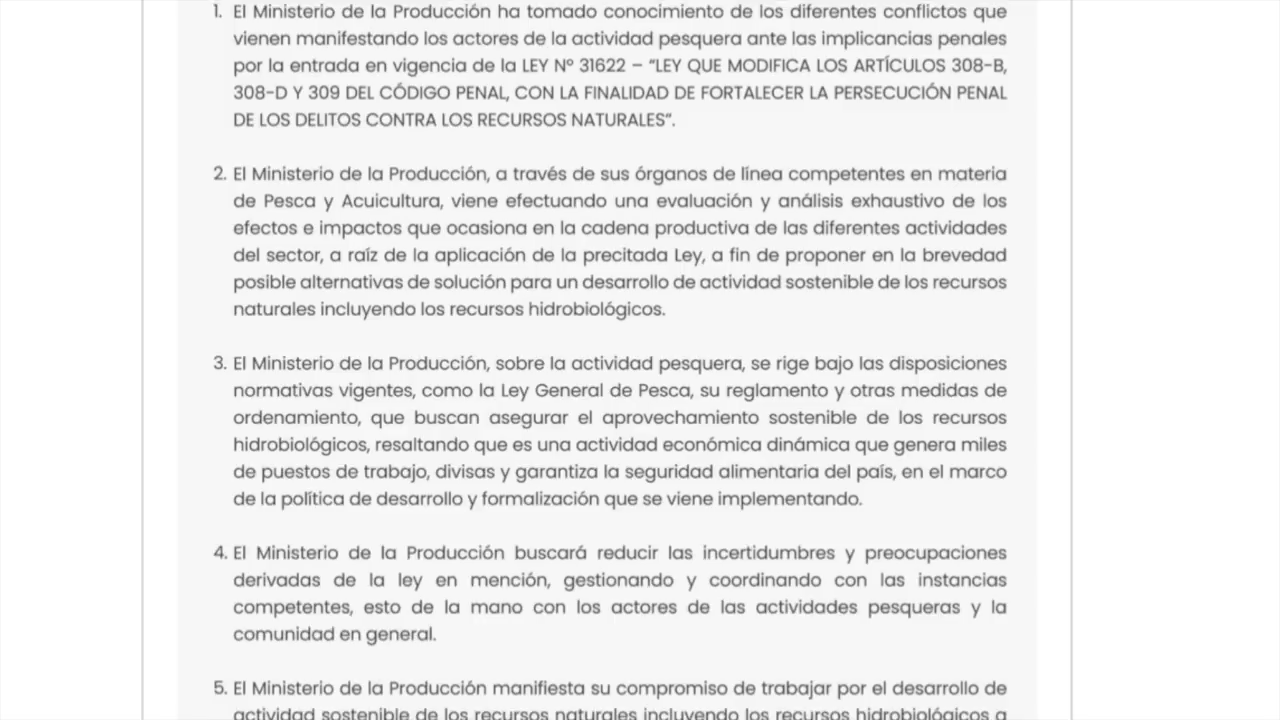 1. El Ministerio de la Producción ha tomado conocimiento de los diferentes conflictos que
vienen manifestando los actores de la actividad pesquera ante las implicancias penales
por la entrada en vigencia de la LEY Nº 31622 – “LEY QUE MODIFICA LOS ARTÍCULOS 308-B,
308-D Y 309 DEL CÓDIGO PENAL, CON LA FINALIDAD DE FORTALECER LA PERSECUCIÓN PENAL
DE LOS DELITOS CONTRA LOS RECURSOS NATURALES”.
2. El Ministerio de la Producción, a través de sus órganos de línea competentes en materia
de Pesca y Acuicultura, viene efectuando una evaluación y análisis exhaustivo de los
efectos e impactos que ocasiona en la cadena productiva de las diferentes actividades
del sector, a raíz de la aplicación de la precitada Ley, a fin de proponer en la brevedad
posible alternativas de solución para un desarrollo de actividad sostenible de los recursos
naturales incluyendo los recursos hidrobiológicos.
3. El Ministerio de la Producción, sobre la actividad pesquera, se rige bajo las disposiciones
normativas vigentes, como la Ley General de Pesca, su reglamento y otras medidas de
ordenamiento, que buscan asegurar el aprovechamiento sostenible de los recursos
hidrobiológicos, resaltando que es una actividad económica dinámica que genera miles
de puestos de trabajo, divisas y garantiza la seguridad alimentaria del país, en el marco
de la política de desarrollo y formalización que se viene implementando.
4. El Ministerio de la Producción buscará reducir las incertidumbres y preocupaciones
derivadas de la ley en mención, gestionando y coordinando con las instancias
competentes, esto de la mano con los actores de las actividades pesqueras y la
comunidad en general.
5. El Ministerio de la Producción manifiesta su compromiso de trabajar por el desarrollo de
actividad sostenible de los recursos naturales incluyendo los recursos hidrobiológicos a